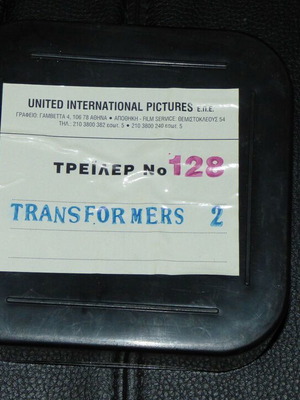 UNITED INTERNATIONAL PICTURES Ε.Π.Ε.
ΓΡΑΦΕΙΟ: ΓΑΜΒΕΤΤΑ 4, 106 78 ΑΘΗΝΑ • ΑΠΟΘΗΚΗ - FILM SERVICE: ΘΕΜΙΣΤΟΚΛΕΟΥΣ 54
ΤΗΛ.: 210 3800 382 εσωτ. 5 • 210 3800 240 εσωτ. 5
ΤΡΕΙΛΕΡ Νο 128
TRANSFORMERS 2